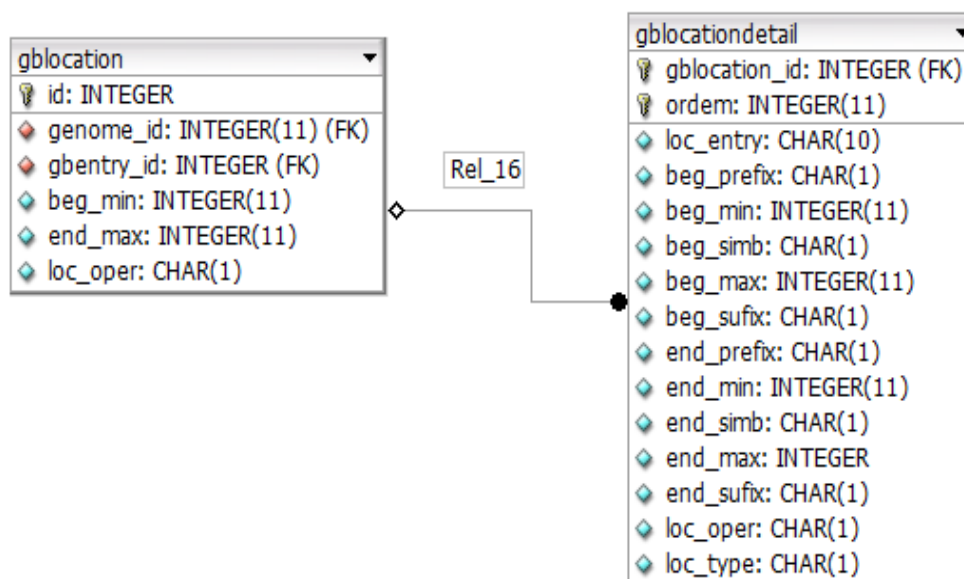 gblocation
id: INTEGER
genome_id: INTEGER(11) (FK)
gbentry_id: INTEGER (FK)
beg_min: INTEGER(11)
end_max: INTEGER(11)
loc_oper: CHAR(1)
Rel_16
gblocationdetail
gblocation_id: INTEGER (FK)
ordem: INTEGER(11)
loc_entry: CHAR(10)
beg_prefix: CHAR(1)
beg_min: INTEGER(11)
beg_simb: CHAR(1)
beg_max: INTEGER(11)
beg_sufix: CHAR(1)
end_prefix: CHAR(1)
end_min: INTEGER(11)
end_simb: CHAR(1)
end_max: INTEGER
end_sufix: CHAR(1)
loc_oper: CHAR(1)
loc_type: CHAR(1)